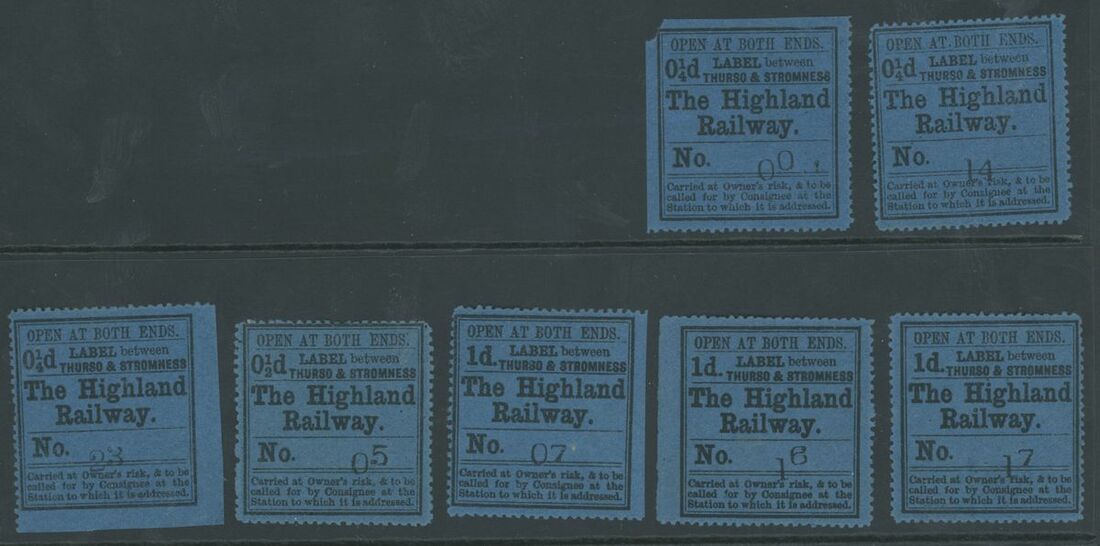 OPEN AT BOTH ENDS.
0¼d LABEL between
THURSO & STROMNESS
The Highland
Railway.
No. 00
Carried at Owner's risk, & to be
called for by Consignee at the
Station to which it is addressed.
OPEN AT BOTH ENDS.
0¼d LABEL between
THURSO & STROMNESS
The Highland
Railway.
No. 14
Carried at Owner's risk, & to be
called for by Consignee at the
Station to which it is addressed.
OPEN AT BOTH ENDS.
0¼d LABEL between
THURSO & STROMNESS
The Highland
Railway.
No. 23
Carried at Owner's risk, & to be
called for by Consignee at the
Station to which it is addressed.
OPEN AT BOTH ENDS.
0½d LABEL between
THURSO & STROMNESS
The Highland
Railway.
No. 05
Carried at Owner's risk, & to be
called for by Consignee at the
Station to which it is addressed.
OPEN AT BOTH ENDS.
1d. LABEL between
THURSO & STROMNESS
The Highland
Railway.
No. 07
Carried at Owner's risk, & to be
called for by Consignee at the
Station to which it is addressed.
OPEN AT BOTH ENDS.
1d. LABEL between
THURSO & STROMNESS
The Highland
Railway.
No. 16
Carried at Owner's risk, & to be
called for by Consignee at the
Station to which it is addressed.
OPEN AT BOTH ENDS.
1d. LABEL between
THURSO & STROMNESS
The Highland
Railway.
No. 17
Carried at Owner's risk, & to be
called for by Consignee at the
Station to which it is addressed.